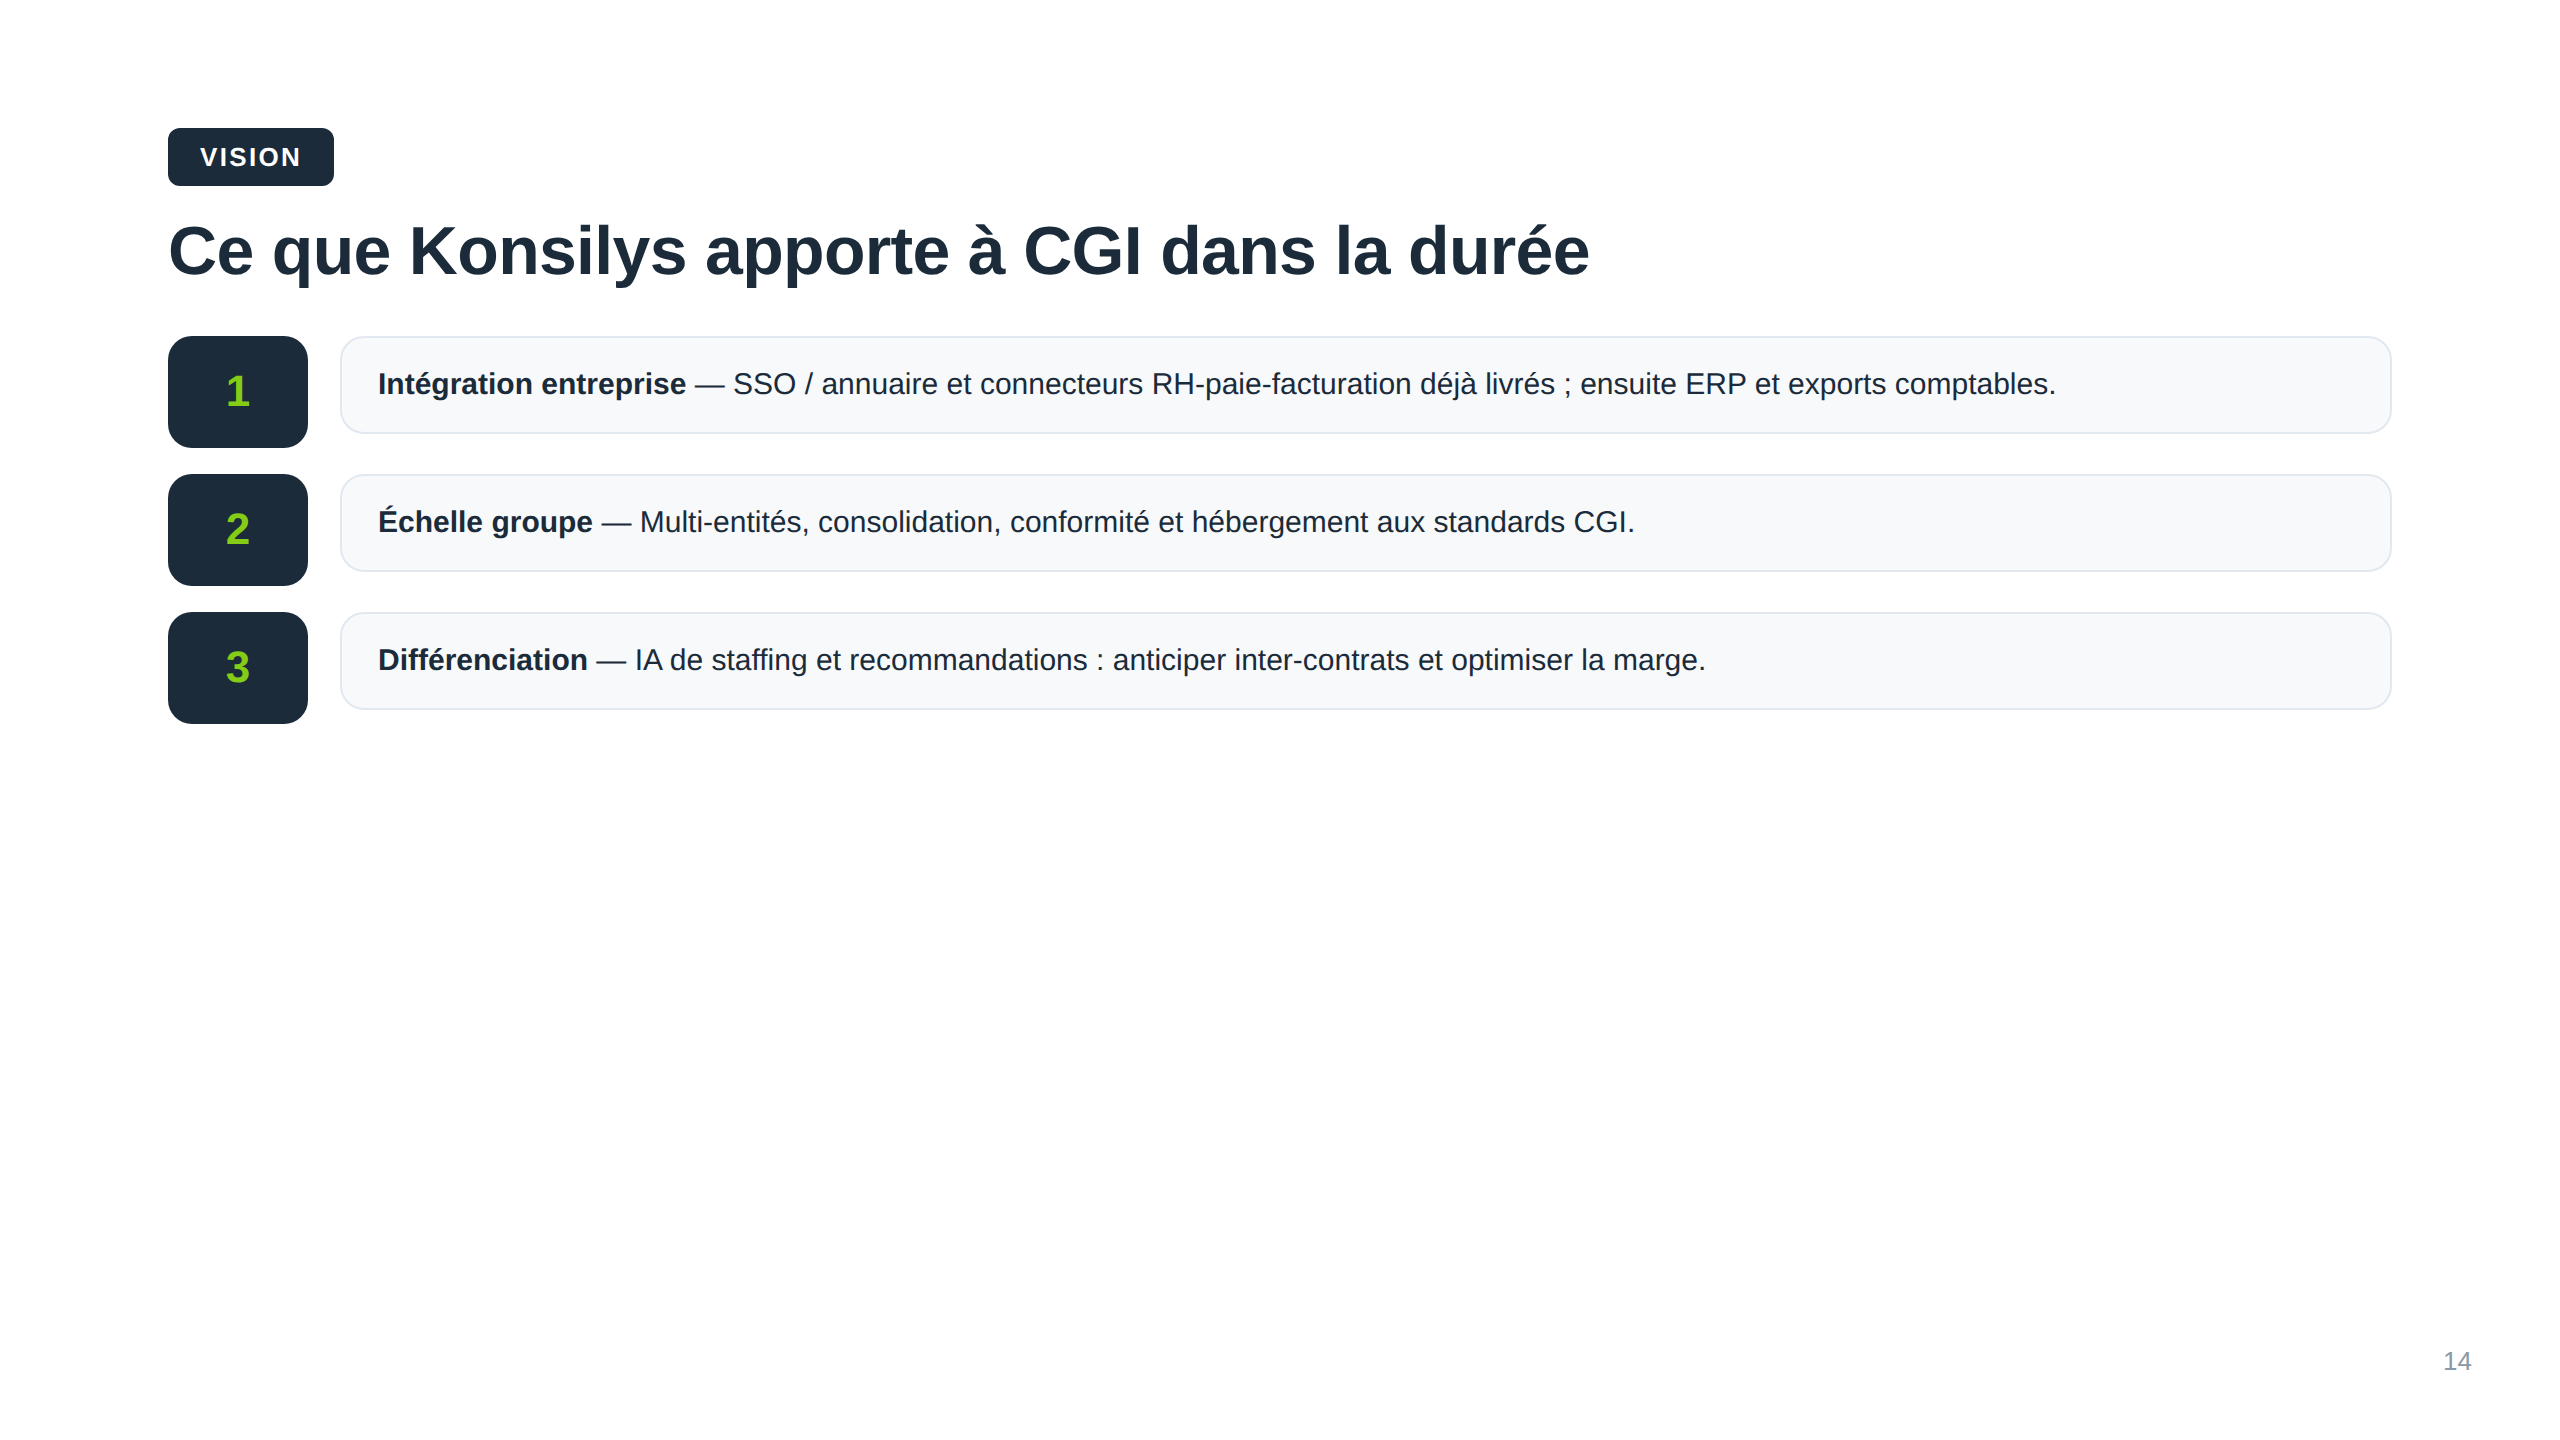 VISION
Ce que Konsilys apporte à CGI dans la durée
1
Intégration entreprise — SSO / annuaire et connecteurs RH-paie-facturation déjà livrés ; ensuite ERP et exports comptables.
2
Échelle groupe — Multi-entités, consolidation, conformité et hébergement aux standards CGI.
3
Différenciation — IA de staffing et recommandations : anticiper inter-contrats et optimiser la marge.
14